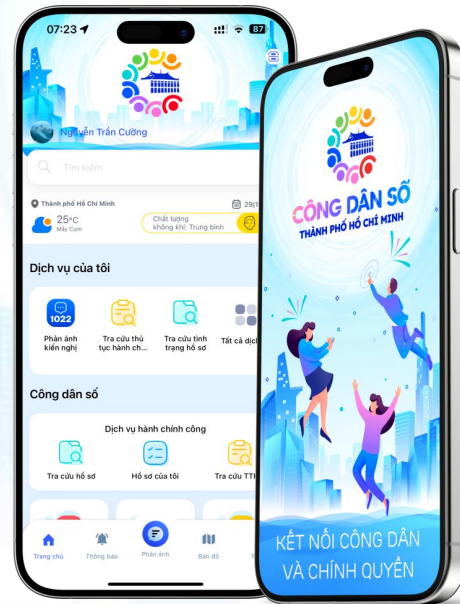 07:23
87
Nguyễn Trần Cường
Tìm kiếm
Thành phố Hồ Chí Minh
25°C
Mây Cụm
Chất lượng
không khí: Trung bình
Dịch vụ của tôi
1022
Phản ánh
kiến nghị
Tra cứu thủ
tục hành ch...
Tra cứu tình
trạng hồ sơ
Tất cả dịch
Công dân số
Dịch vụ hành chính công
Tra cứu hồ sơ
Hồ sơ của tôi
Tra cứu TTH
Trang chủ
Thông báo
Phản ánh
Bản đồ
CÔNG DÂN SỐ
THÀNH PHỐ HỒ CHÍ MINH
KẾT NỐI CÔNG DÂN
VÀ CHÍNH QUYỀN